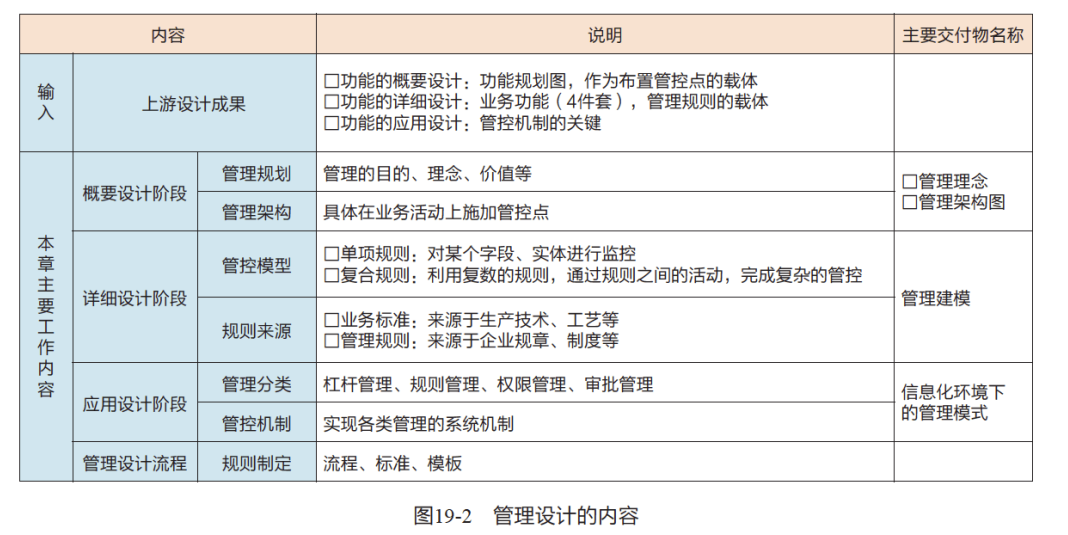 内容
说明
主要交付物名称
输入
上游设计成果
□功能的概要设计：功能规划图，作为布置管控点的载体
□功能的详细设计：业务功能（4件套），管理规则的载体
□功能的应用设计：管控机制的关键
本章主要工作内容
概要设计阶段
管理规划
管理的目的、理念、价值等
□管理理念
□管理架构图
管理架构
具体在业务活动上施加管控点
详细设计阶段
管控模型
□单项规则：对某个字段、实体进行监控
□复合规则：利用复数的规则，通过规则之间的活动，完成复杂的管控
管理建模
规则来源
□业务标准：来源于生产技术、工艺等
□管理规则：来源于企业规章、制度等
应用设计阶段
管理分类
杠杆管理、规则管理、权限管理、审批管理
信息化环境下
的管理模式
管控机制
实现各类管理的系统机制
管理设计流程
规则制定
流程、标准、模板
图19-2 管理设计的内容